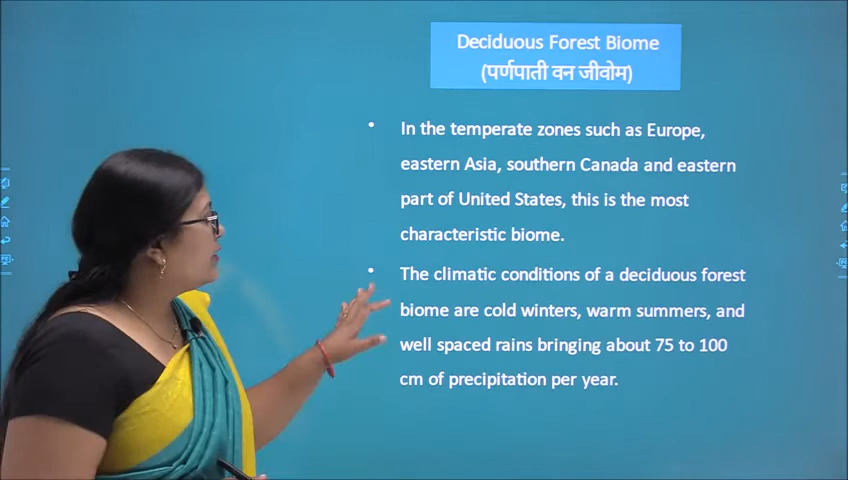 Deciduous Forest Biome
(पर्णपाती वन जीवोम)
• In the temperate zones such as Europe,
eastern Asia, southern Canada and eastern
part of United States, this is the most
characteristic biome.
• The climatic conditions of a deciduous forest
biome are cold winters, warm summers, and
well spaced rains bringing about 75 to 100
cm of precipitation per year.